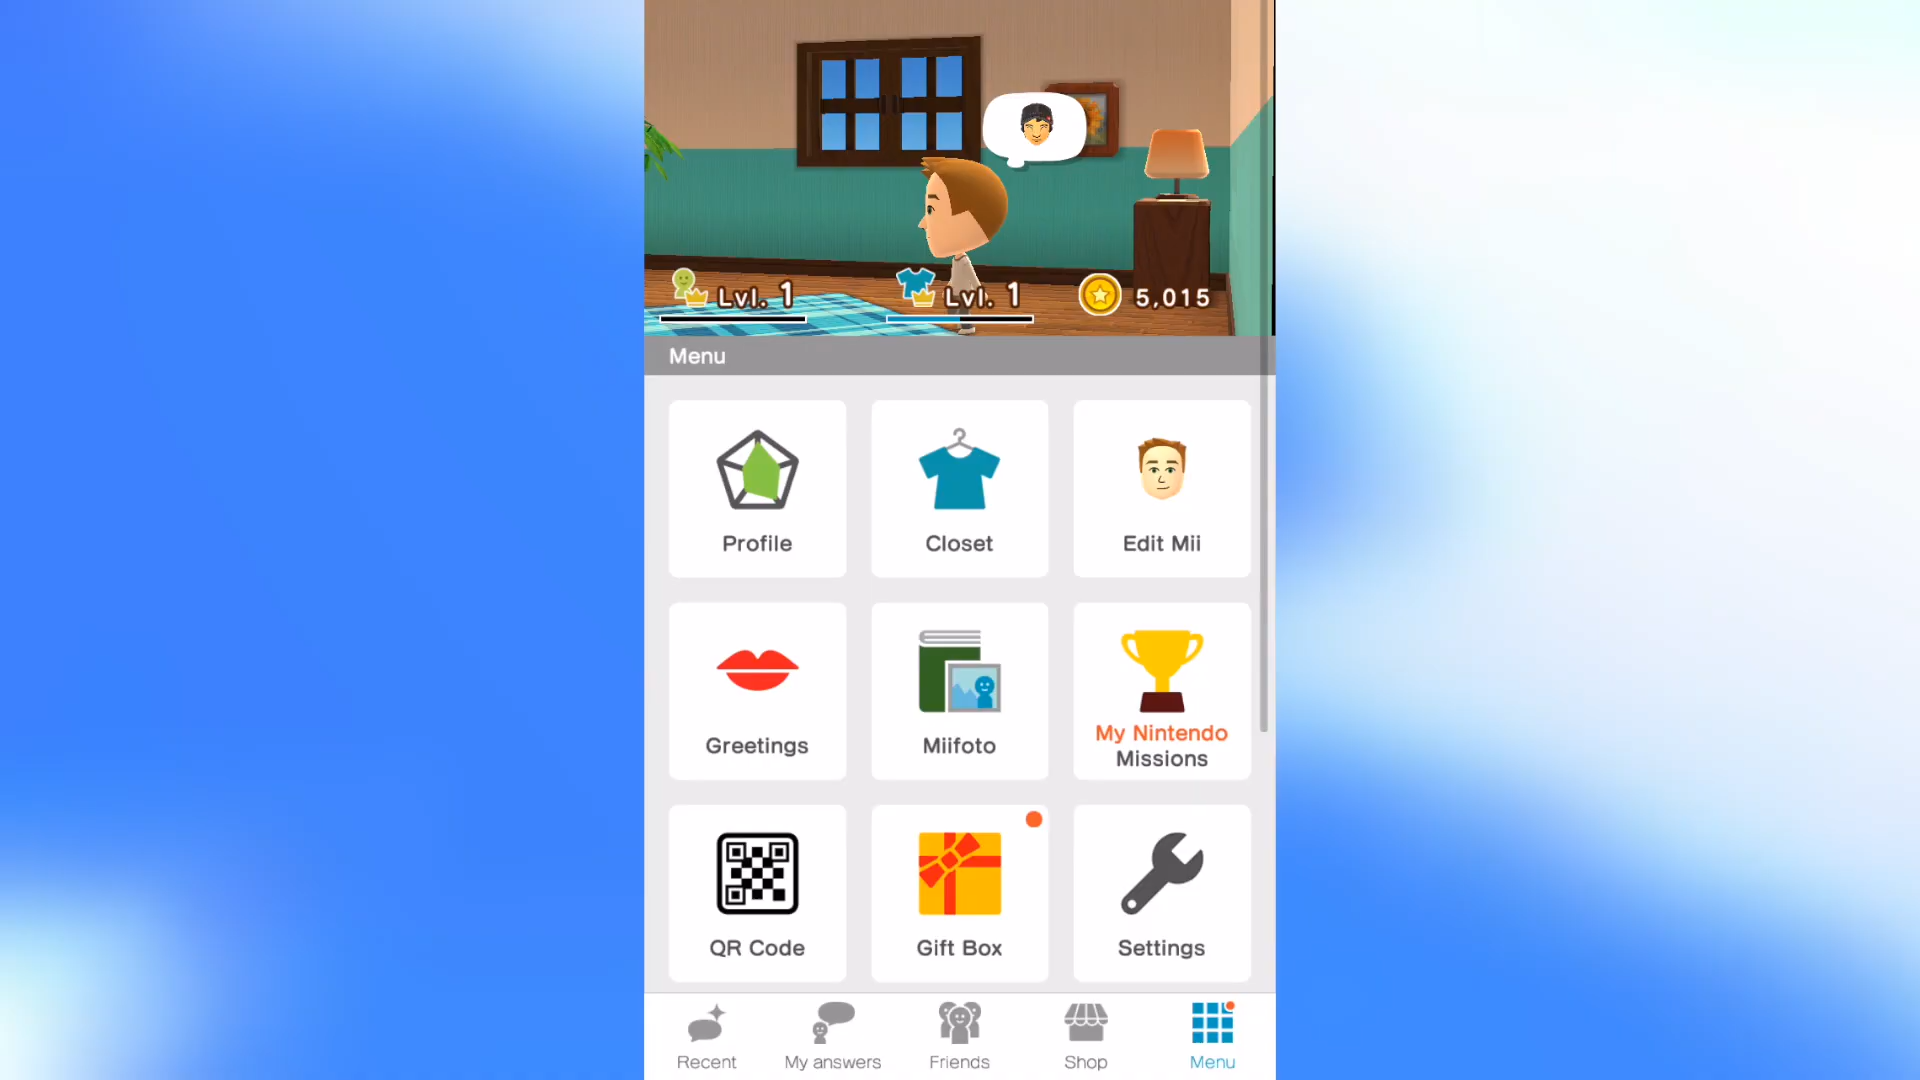 Lvl. 1
Lvl. 1
5,015
Menu
Profile
Closet
Edit Mii
Greetings
Miifoto
My Nintendo
Missions
QR Code
Gift Box
Settings
Recent
My answers
Friends
Shop
Menu